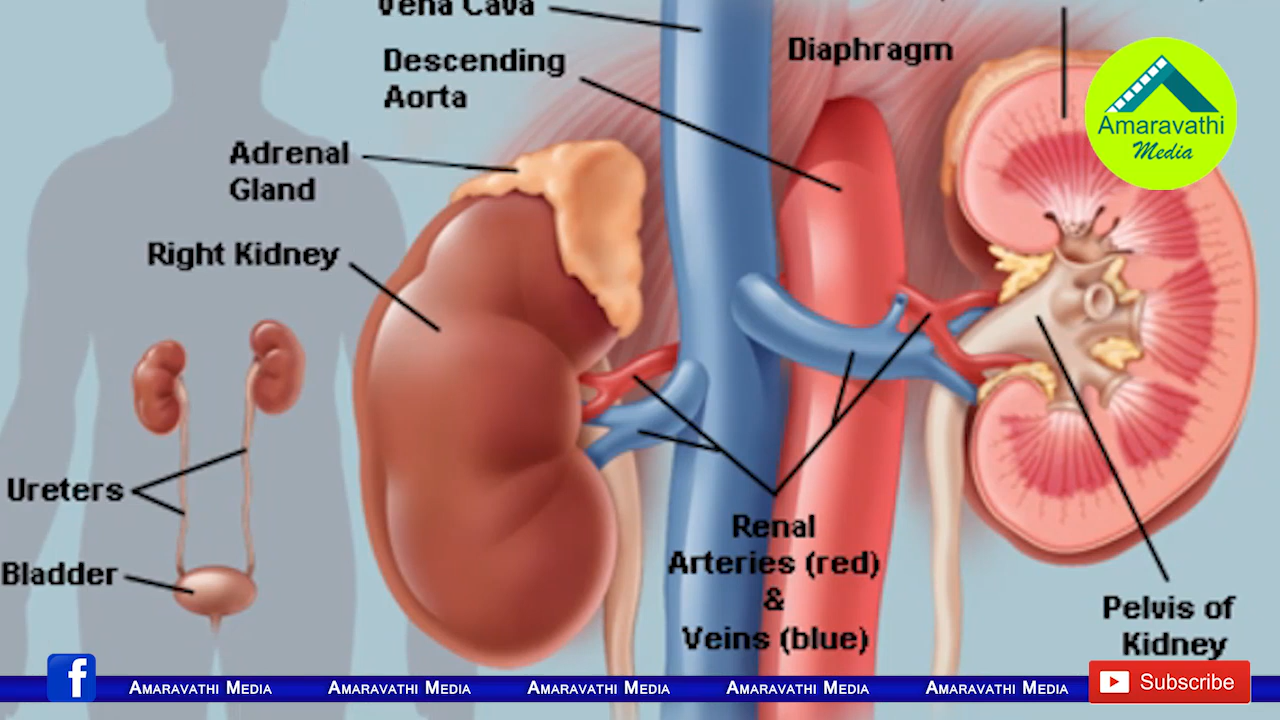 Vena Cava
Descending
Aorta
Diaphragm
Adrenal
Gland
Right Kidney
Ureters
Bladder
Renal
Arteries (red)
&
Veins (blue)
Pelvis of
Kidney
Amaravathi
Media
f
AMARAVATHI MEDIA AMARAVATHI MEDIA AMARAVATHI MEDIA AMARAVATHI MEDIA AMARAVATHI MEDIA
Subscribe